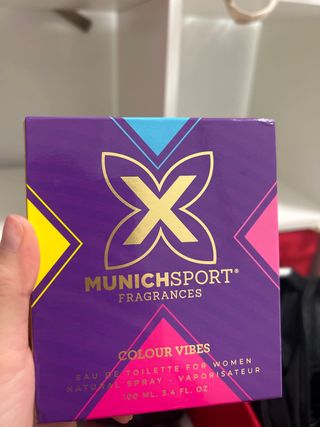 X
MUNICHSPORT®
FRAGRANCES
COLOUR VIBES
EAU DE TOILETTE FOR WOMEN
NATURAL SPRAY - VAPORISATEUR
100 ML. 3.4 FL. OZ